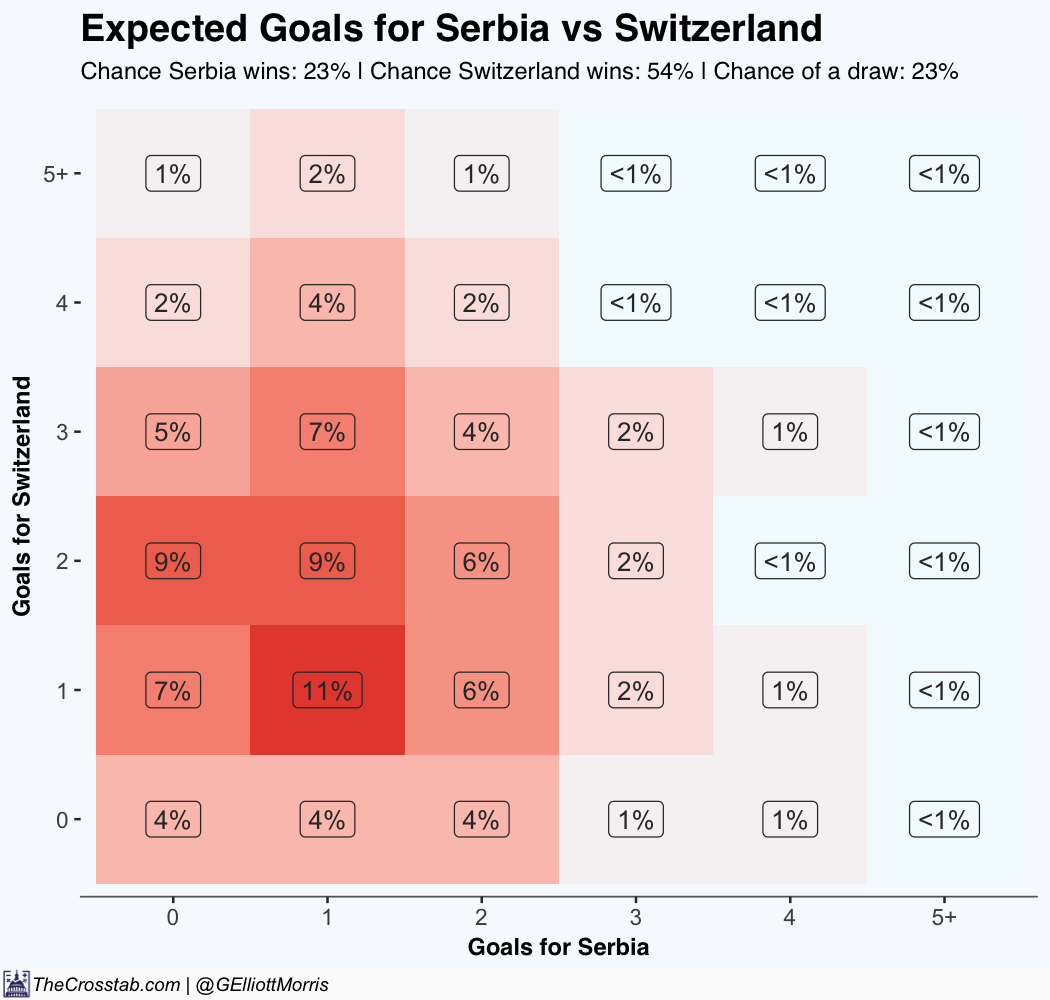 Expected Goals for Serbia vs Switzerland
Chance Serbia wins: 23% | Chance Switzerland wins: 54% | Chance of a draw: 23%
5+ 1% 2% 1% <1% <1% <1%
4 2% 4% 2% <1% <1% <1%
3 5% 7% 4% 2% 1% <1%
2 9% 9% 6% 2% <1% <1%
1 7% 11% 6% 2% 1% <1%
0 4% 4% 4% 1% 1% <1%
Goals for Switzerland
0 1 2 3 4 5+
Goals for Serbia
TheCrosstab.com | @GElliottMorris